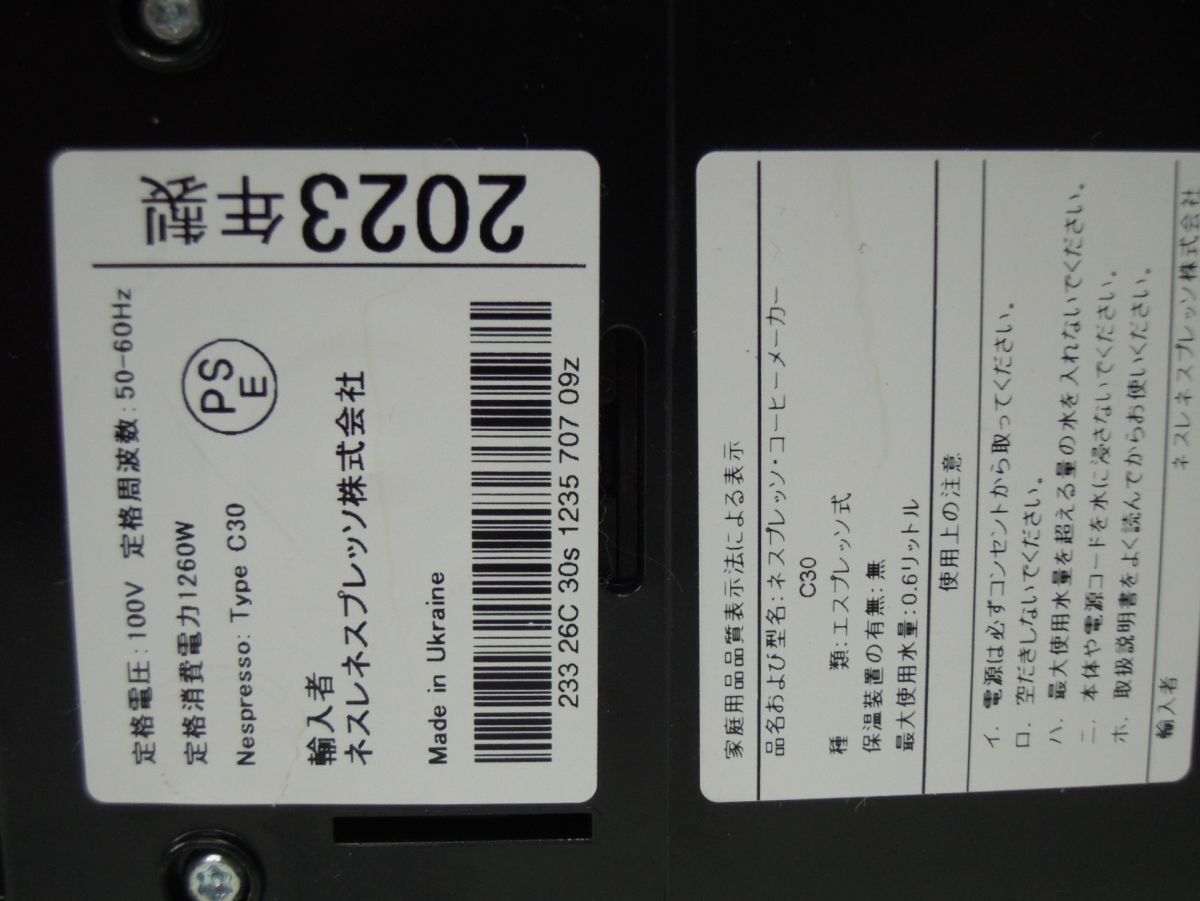 2023年製
定格電圧:100V 定格周波数:50-60Hz
定格消費電力1260W
Nespresso: Type C30
PSE
輸入者
ネスレネスプレッソ株式会社
Made in Ukraine
233 26C 30s 1235 707 09z
家庭用品品質表示法による表示
品名および型名:ネスプレッソ・コーヒーメーカー
C30
種 類:エスプレッソ式
保温装置の有無:無
最大使用水量:0.6リットル
使用上の注意
イ. 電源は必ずコンセントから取ってください。
ロ. 空だきしないでください。
ハ. 最大使用水量を超える量の水を入れないでください。
ニ. 本体や電源コードを水に浸さないでください。
ホ. 取扱説明書をよく読んでからお使いください。
輸入者 ネスレネスプレッソ株式会社